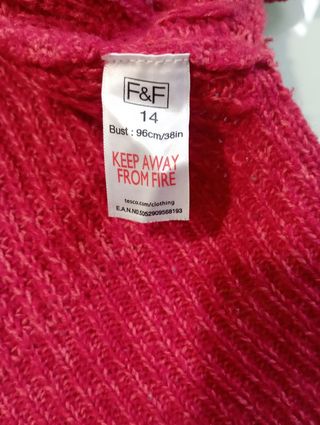 F&F
14
Bust : 96cm/38in
KEEP AWAY
FROM FIRE
tesco.com/clothing
E.A.N.NO.5052909568193